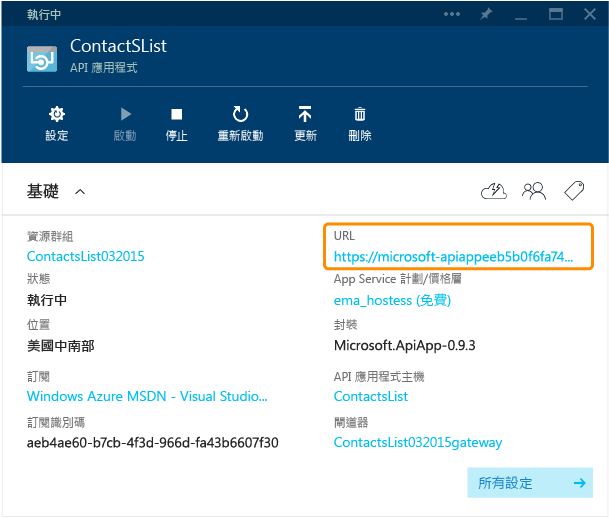 執行中
ContactSList
API 應用程式
設定
啟動
停止
重新啟動
更新
刪除
基礎
資源群組
ContactsList032015
狀態
執行中
位置
美國中南部
訂閱
Windows Azure MSDN - Visual Studio...
訂閱識別碼
aeb4ae60-b7cb-4f3d-966d-fa43b6607f30
URL
https://microsoft-apiappeeb5b0f6fa74...
App Service 計劃/價格層
ema_hostess (免費)
封裝
Microsoft.ApiApp-0.9.3
API 應用程式主機
ContactsList
閘道器
ContactsList032015gateway
所有設定